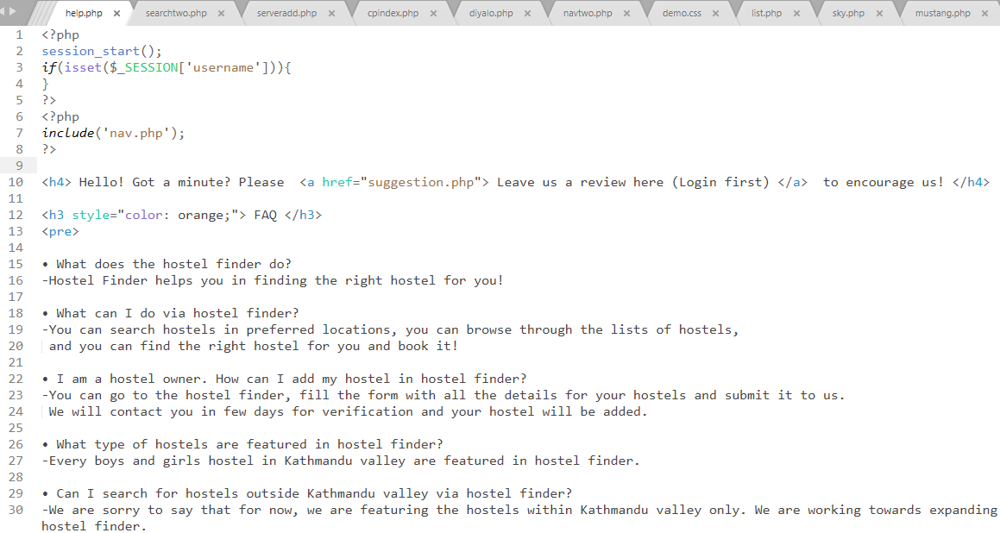 help.php × searchtwo.php × serveradd.php × cpindex.php × diyalo.php × navtwo.php × demo.css × list.php × sky.php × mustang.php ×
1 <?php
2 session_start();
3 if(isset($_SESSION['username'])){
4 }
5 ?>
6 <?php
7 include('nav.php');
8 ?>
9
10 <h4> Hello! Got a minute? Please  <a href="suggestion.php"> Leave us a review here (Login first) </a>  to encourage us! </h4>
11
12 <h3 style="color: orange;"> FAQ </h3>
13 <pre>
14
15 • What does the hostel finder do?
16 -Hostel Finder helps you in finding the right hostel for you!
17
18 • What can I do via hostel finder?
19 -You can search hostels in preferred locations, you can browse through the lists of hostels,
20  and you can find the right hostel for you and book it!
21
22 • I am a hostel owner. How can I add my hostel in hostel finder?
23 -You can go to the hostel finder, fill the form with all the details for your hostels and submit it to us.
24  We will contact you in few days for verification and your hostel will be added.
25
26 • What type of hostels are featured in hostel finder?
27 -Every boys and girls hostel in Kathmandu valley are featured in hostel finder.
28
29 • Can I search for hostels outside Kathmandu valley via hostel finder?
30 -We are sorry to say that for now, we are featuring the hostels within Kathmandu valley only. We are working towards expanding
hostel finder.